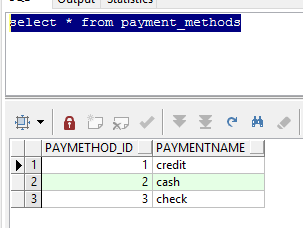 Output
Statistics
select * from payment_methods
PAYMETHOD_ID PAYMENTNAME
1 1 credit
2 2 cash
3 3 check